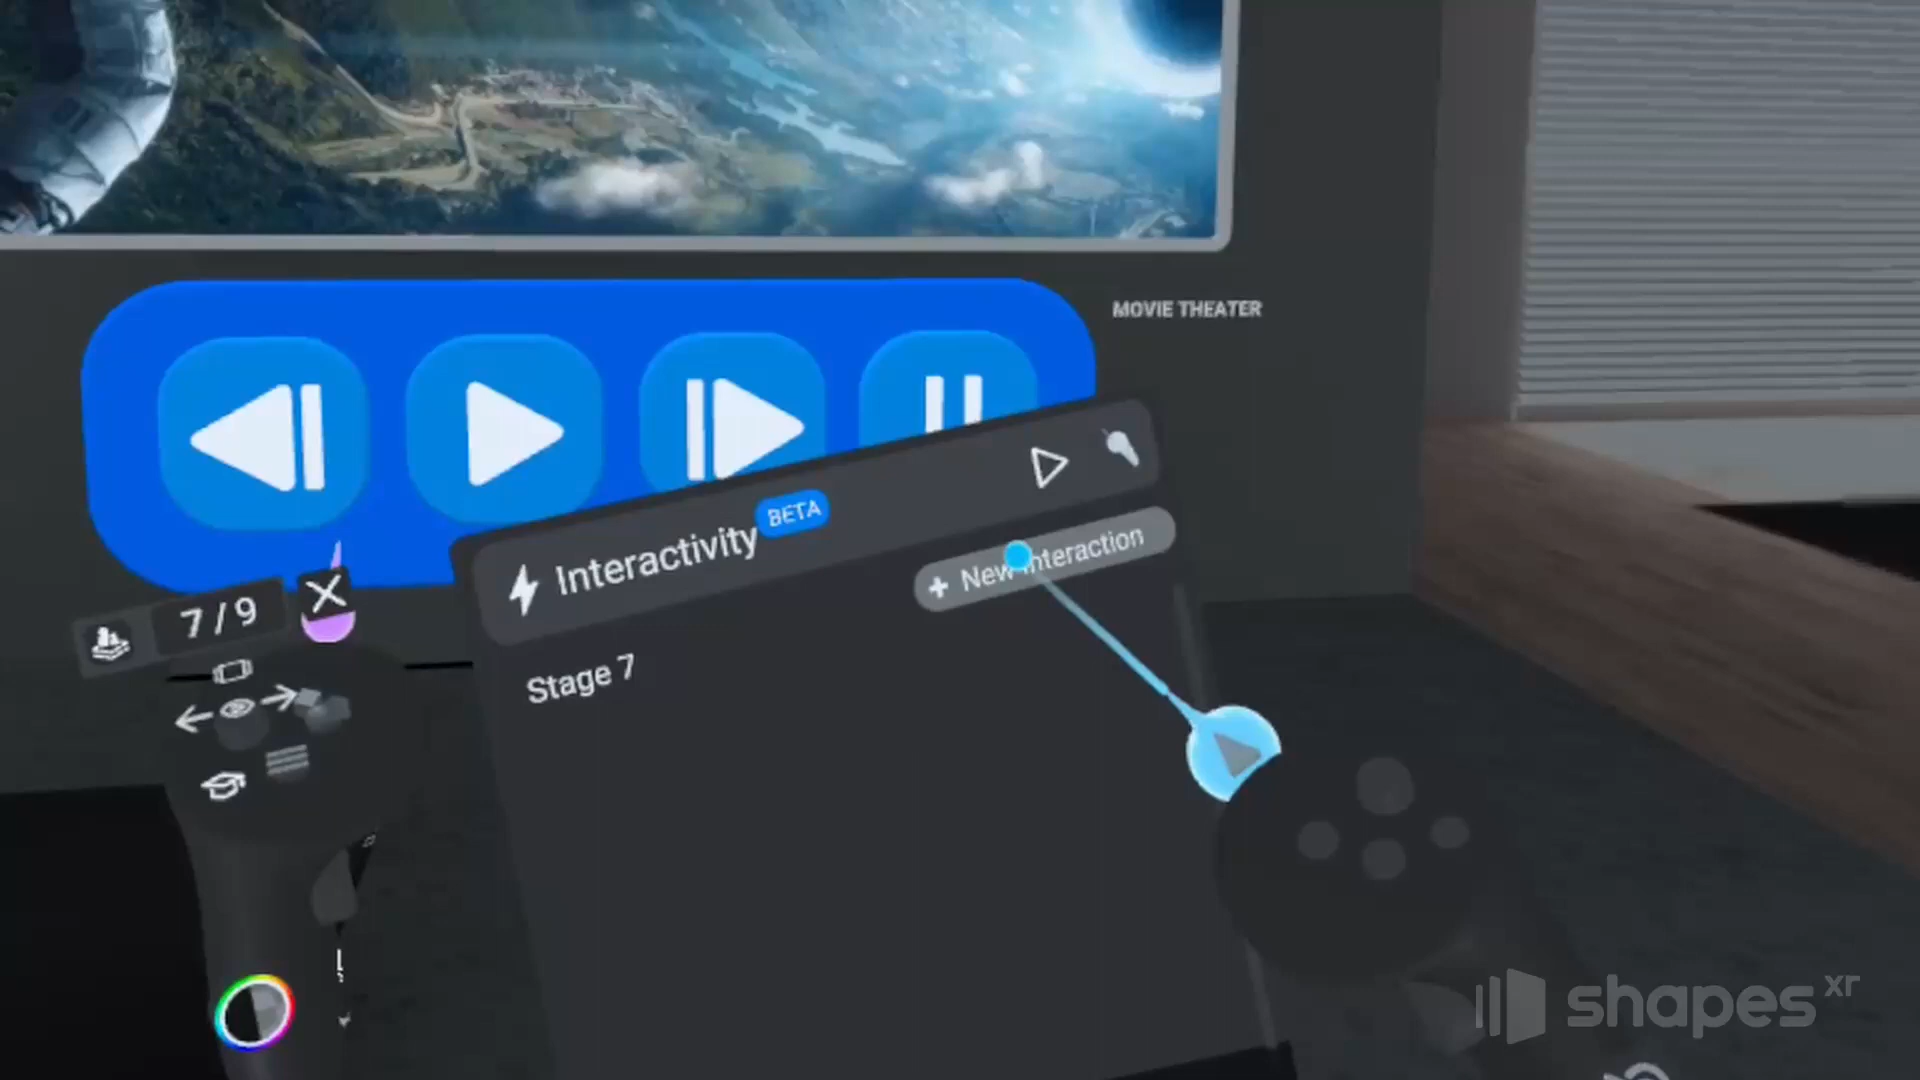 MOVIE THEATER
Interactivity BETA
+ New Interaction
7/9
Stage 7
shapes xr